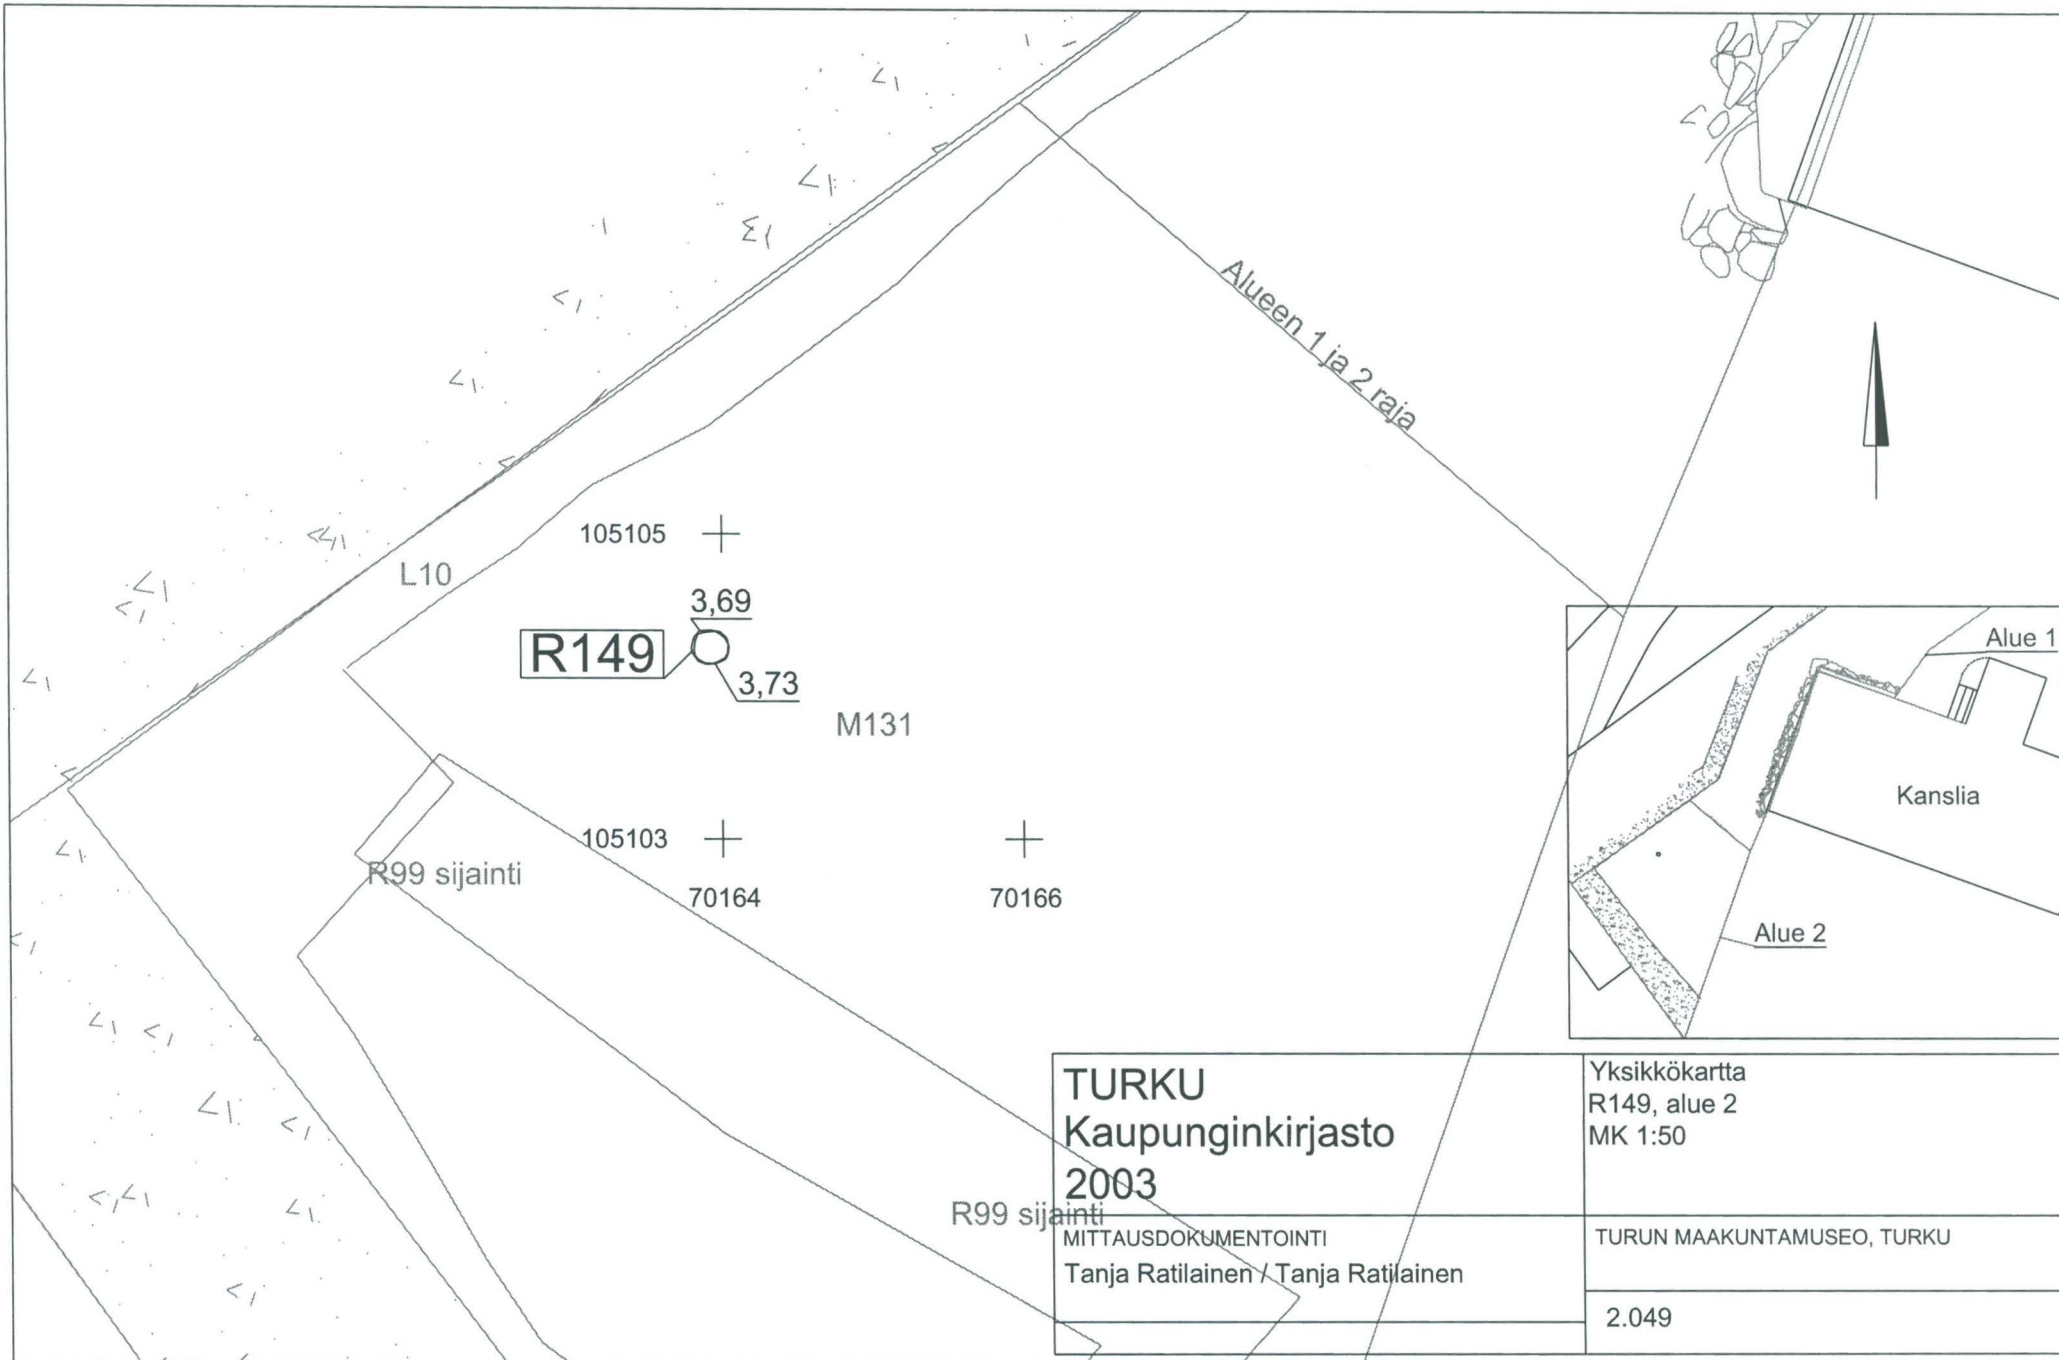 Alueen 1 ja 2 raja
105105
L10
3,69
R149
3,73
M131
105103
R99 sijainti
70164
70166
Alue 1
Kanslia
Alue 2
R99 sijainti
TURKU
Kaupunginkirjasto
2003
Yksikkökartta
R149, alue 2
MK 1:50
MITTAUSDOKUMENTOINTI
Tanja Ratilainen / Tanja Ratilainen
TURUN MAAKUNTAMUSEO, TURKU
2.049